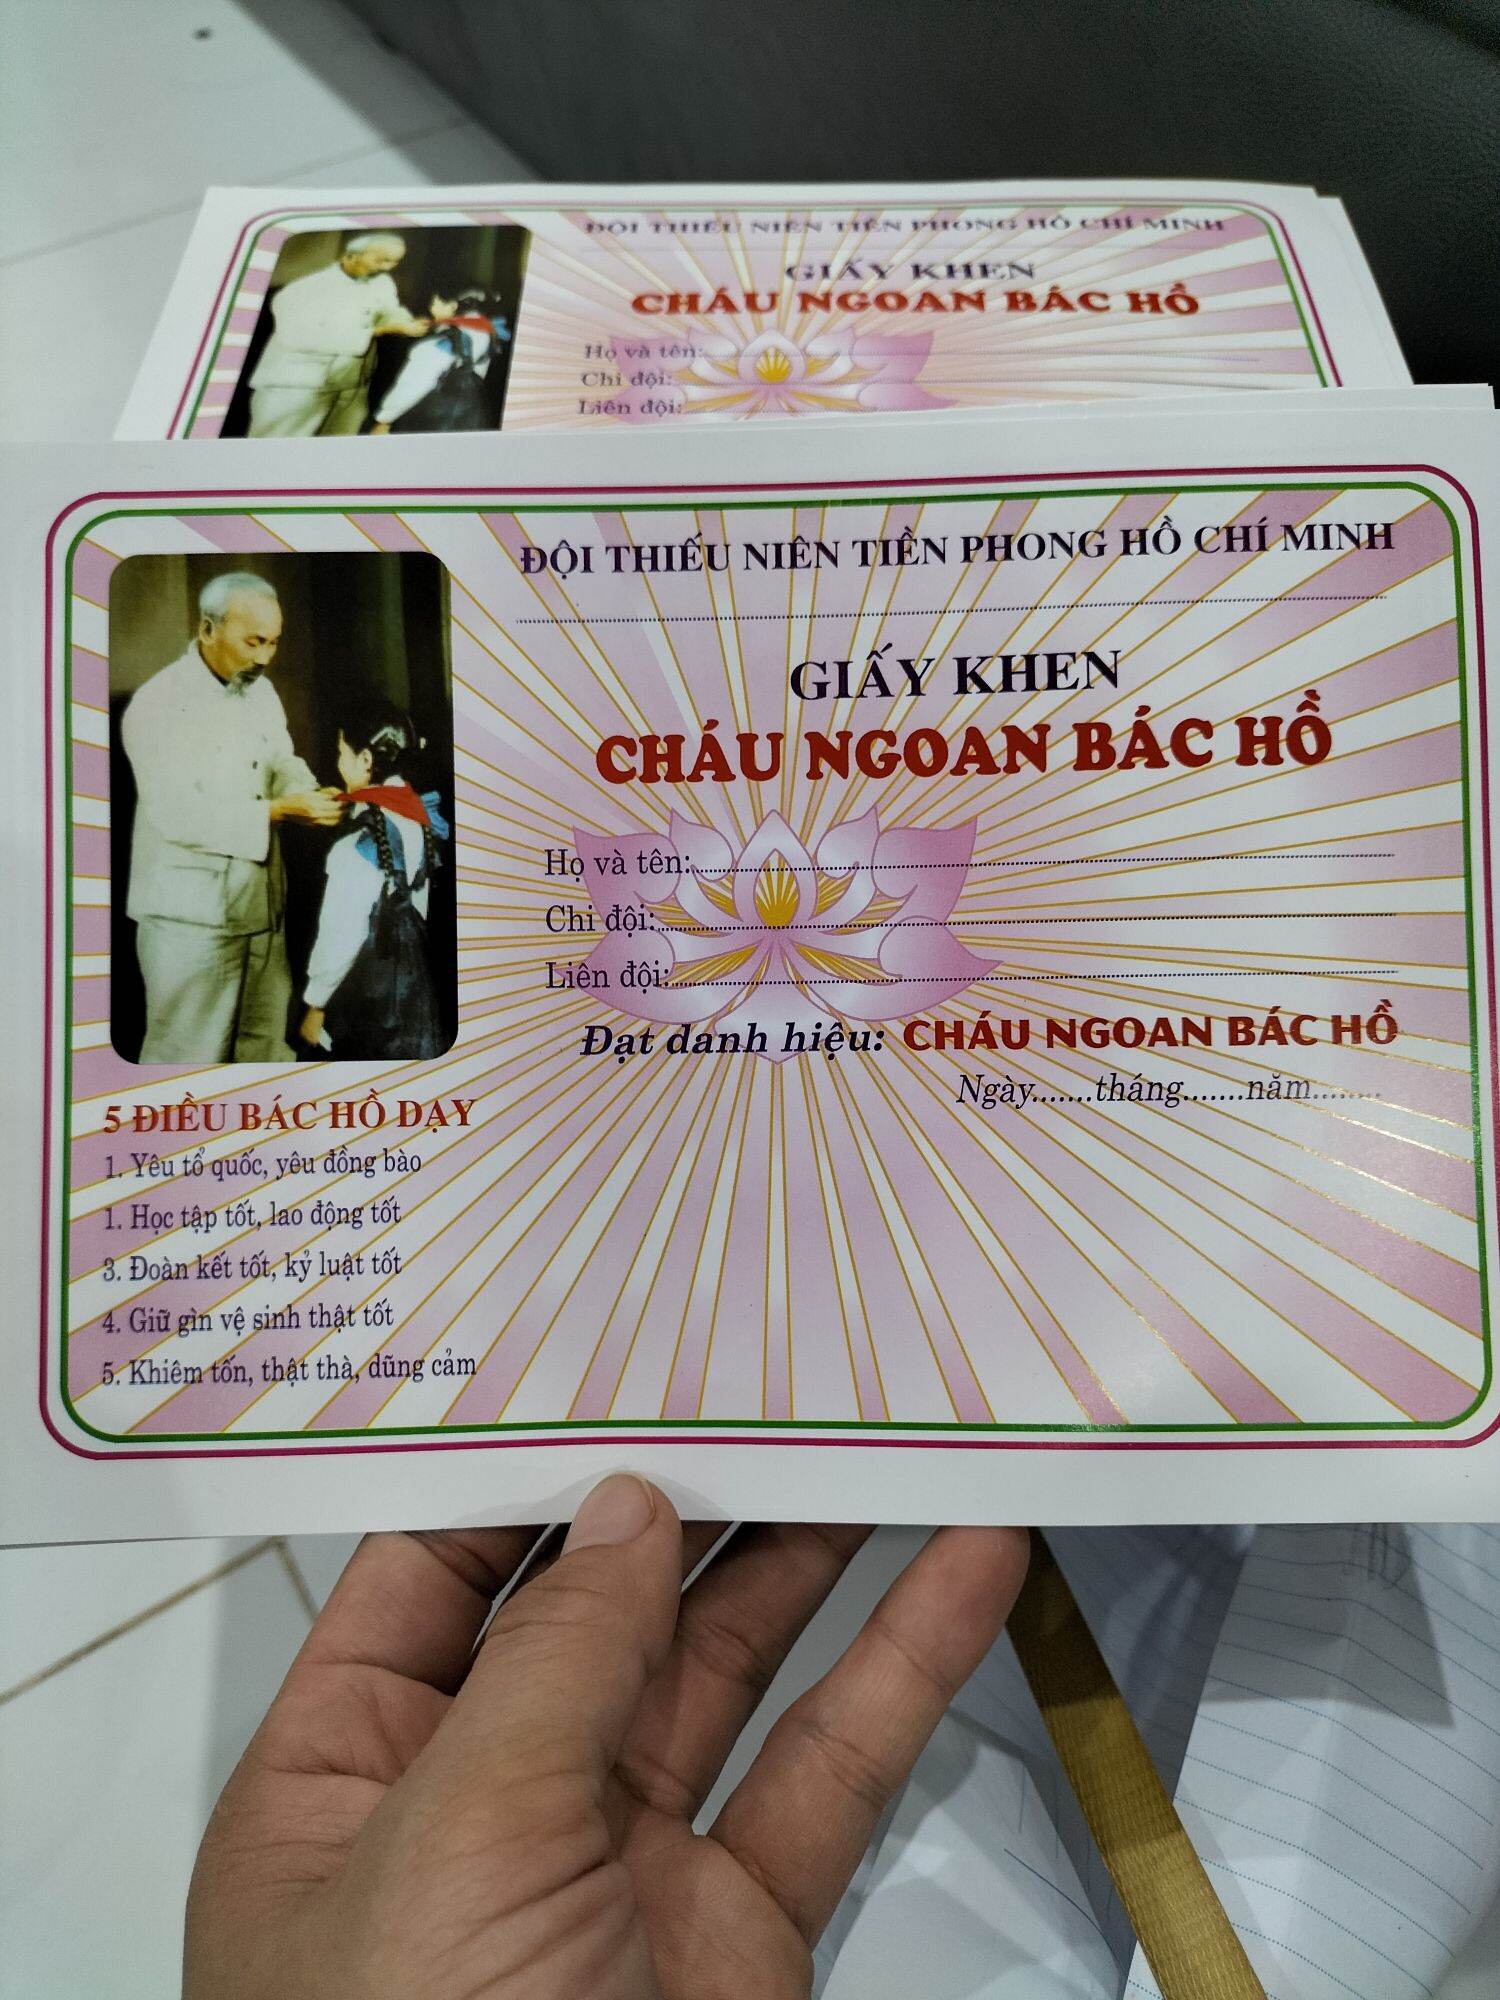 ĐỘI THIẾU NIÊN TIỀN PHONG HỒ CHÍ MINH
GIẤY KHEN
CHÁU NGOAN BÁC HỒ
Họ và tên:
Chi đội:
Liên đội:
ĐỘI THIẾU NIÊN TIỀN PHONG HỒ CHÍ MINH
GIẤY KHEN
CHÁU NGOAN BÁC HỒ
Họ và tên:
Chi đội:
Liên đội:
Đạt danh hiệu: CHÁU NGOAN BÁC HỒ
Ngày.......tháng.......năm........
5 ĐIỀU BÁC HỒ DẠY
1. Yêu tổ quốc, yêu đồng bào
1. Học tập tốt, lao động tốt
3. Đoàn kết tốt, kỷ luật tốt
4. Giữ gìn vệ sinh thật tốt
5. Khiêm tốn, thật thà, dũng cảm